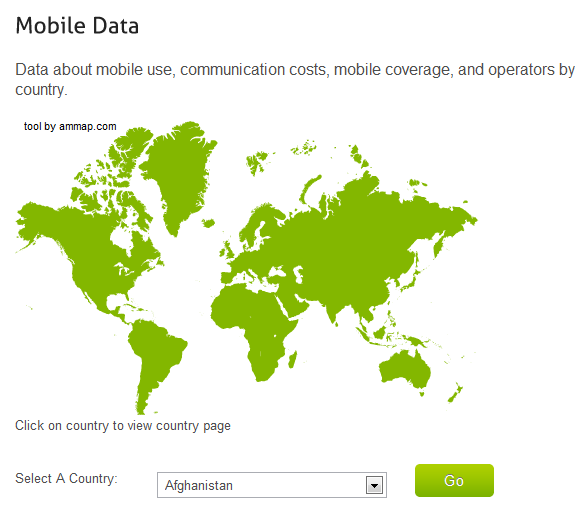 Mobile Data
Data about mobile use, communication costs, mobile coverage, and operators by
country.
tool by ammap.com
Click on country to view country page
Select A Country:
Afghanistan
Go